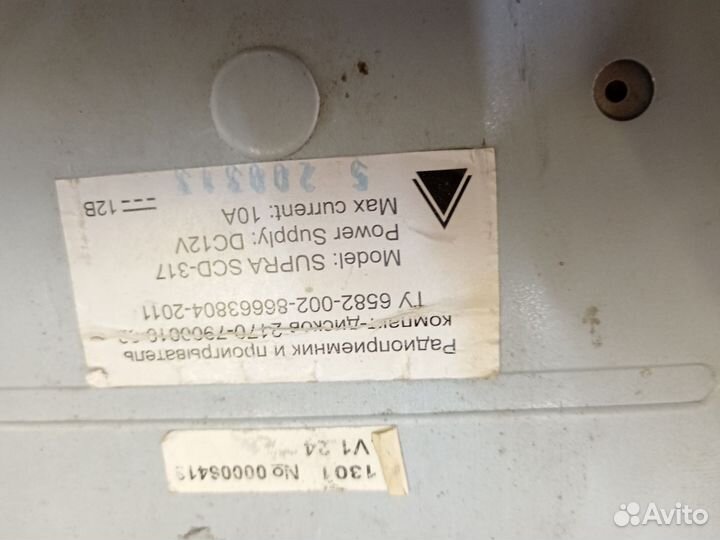 Радиоприемник и проигрыватель
компакт-дисков 2170-7900010-
ТУ 6582-002-86663804-2011
Model: SUPRA SCD-317
Power Supply: DC12V
Max current: 10A
12В
1301 No 00006419
V1.24
Avito